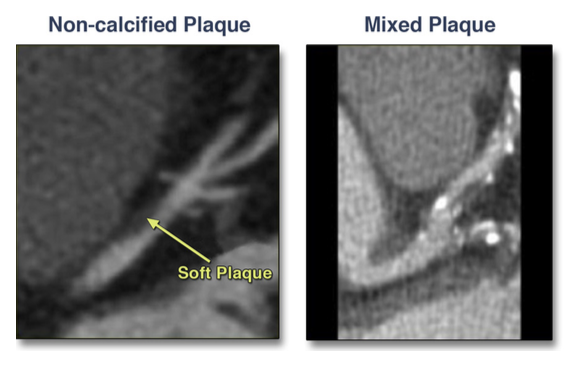 Non-calcified Plaque
Mixed Plaque
Soft Plaque